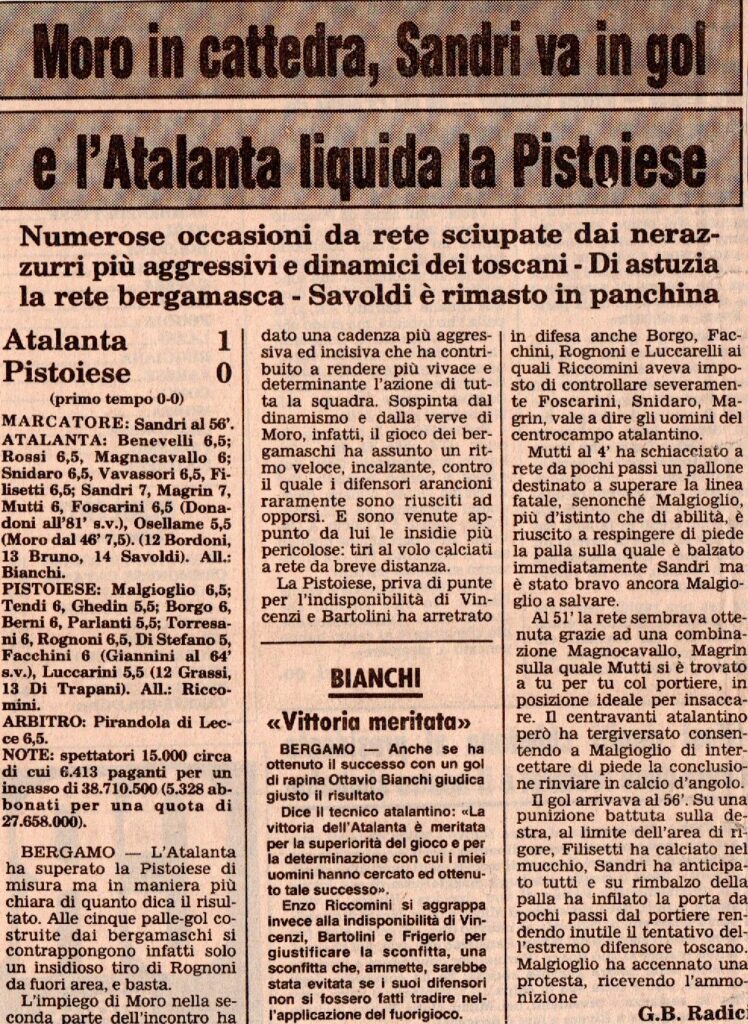 Moro in cattedra, Sandri va in gol
e l'Atalanta liquida la Pistoiese
Numerose occasioni da rete sciupate dai neraz-
zurri più aggressivi e dinamici dei toscani - Di astuzia
la rete bergamasca - Savoldi è rimasto in panchina
Atalanta 1
Pistoiese 0
(primo tempo 0-0)
MARCATORE: Sandri al 56'.
ATALANTA: Benevelli 6,5;
Rossi 6,5, Magnacavallo 6;
Snidaro 6,5, Vavassori 6,5, Fi-
lisetti 6,5; Sandri 7, Magrin 7,
Mutti 6, Foscarini 6,5 (Dona-
doni all'81' s.v.), Osellame 5,5
(Moro dal 46' 7,5). (12 Bordoni,
13 Bruno, 14 Savoldi). All.:
Bianchi.
PISTOIESE: Malgioglio 6,5;
Tendi 6, Ghedin 5,5; Borgo 6,
Berni 6, Parlanti 5,5; Torresa-
ni 6, Rognoni 6,5, Di Stefano 5,
Facchini 6 (Giannini al 64'
s.v.), Luccarini 5,5 (12 Grassi,
13 Di Trapani). All.: Ricco-
mini.
ARBITRO: Pirandola di Lec-
ce 6,5.
NOTE: spettatori 15.000 circa
di cui 6.413 paganti per un
incasso di 38.710.500 (5.328 ab-
bonati per una quota di
27.658.000).
BERGAMO — L'Atalanta
ha superato la Pistoiese di
misura ma in maniera più
chiara di quanto dica il risul-
tato. Alle cinque palle-gol co-
struite dai bergamaschi si
contrappongono infatti solo
un insidioso tiro di Rognoni
da fuori area, e basta.
L'impiego di Moro nella se-
conda parte dell'incontro ha
dato una cadenza più aggres-
siva ed incisiva che ha contri-
buito a rendere più vivace e
determinante l'azione di tut-
ta la squadra. Sospinta dal
dinamismo e dalla verve di
Moro, infatti, il gioco dei ber-
gamaschi ha assunto un rit-
mo veloce, incalzante, contro
il quale i difensori arancioni
raramente sono riusciti ad
opporsi. E sono venute ap-
punto da lui le insidie più
pericolose: tiri al volo calciati
a rete da breve distanza.
La Pistoiese, priva di punte
per l'indisponibilità di Vin-
cenzi e Bartolini ha arretrato
BIANCHI
«Vittoria meritata»
BERGAMO — Anche se ha
ottenuto il successo con un gol
di rapina Ottavio Bianchi giudica
giusto il risultato
Dice il tecnico atalantino: «La
vittoria dell'Atalanta è meritata
per la superiorità del gioco e per
la determinazione con cui i miei
uomini hanno cercato ed ottenu-
to tale successo».
Enzo Riccomini si aggrappa
invece alla indisponibilità di Vin-
cenzi, Bartolini e Frigerio per
giustificare la sconfitta, una
sconfitta che, ammette, sarebbe
stata evitata se i suoi difensori
non si fossero fatti tradire nel-
l'applicazione del fuorigioco.
in difesa anche Borgo, Fac-
chini, Rognoni e Luccarelli ai
quali Riccomini aveva impo-
sto di controllare severamen-
te Foscarini, Snidaro, Ma-
grin, vale a dire gli uomini del
centrocampo atalantino.
Mutti al 4' ha schiacciato a
rete da pochi passi un pallone
destinato a superare la linea
fatale, senonché Malgioglio,
più d'istinto che di abilità, è
riuscito a respingere di piede
la palla sulla quale è balzato
immediatamente Sandri ma
è stato bravo ancora Malgio-
glio a salvare.
Al 51' la rete sembrava otte-
nuta grazie ad una combina-
zione Magnocavallo, Magrin
sulla quale Mutti si è trovato
a tu per tu col portiere, in
posizione ideale per insacca-
re. Il centravanti atalantino
però ha tergiversato consen-
tendo a Malgioglio di inter-
cettare di piede la conclusio-
ne rinviare in calcio d'angolo.
Il gol arrivava al 56'. Su una
punizione battuta sulla de-
stra, al limite dell'area di ri-
gore, Filisetti ha calciato nel
mucchio, Sandri ha anticipa-
to tutti e su rimbalzo della
palla ha infilato la porta da
pochi passi dal portiere ren-
dendo inutile il tentativo del-
l'estremo difensore toscano.
Malgioglio ha accennato una
protesta, ricevendo l'ammo-
nizione
G.B. Radici